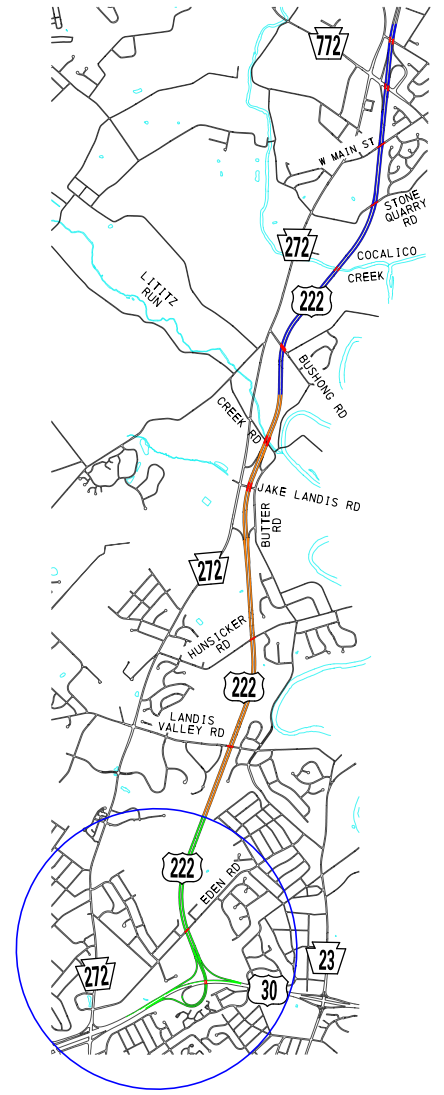 772
W MAIN ST
STONE
QUARRY
RD
272
COCALICO
CREEK
LITITZ
RUN
222
BUSHONG RD
CREEK RD
JAKE LANDIS RD
BUTTER
RD
272
HUNSICKER
RD
222
LANDIS
VALLEY RD
222
EDEN RD
23
272
30